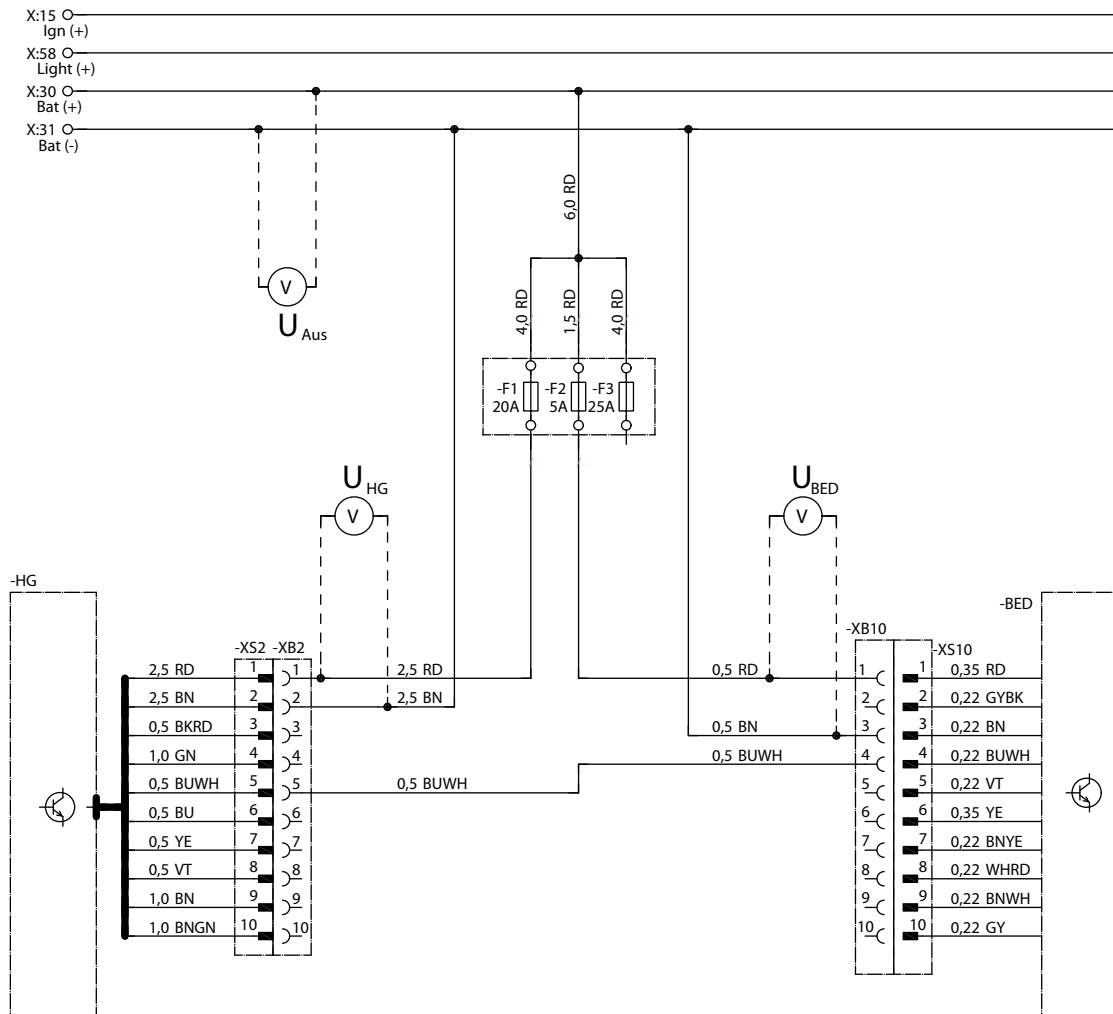 X:15
Ign (+)
X:58
Light (+)
X:30
Bat (+)
X:31
Bat (-)
6,0 RD
V
U Aus
4,0 RD
1,5 RD
4,0 RD
-F1 -F2 -F3
20A 5A 25A
U HG
V
U BED
V
-HG
-BED
-XS2 -XB2
-XB10
-XS10
2,5 RD 1 1 2,5 RD
2,5 BN 2 2 2,5 BN
0,5 BKRD 3 3
1,0 GN 4 4
0,5 BUWH 5 5 0,5 BUWH
0,5 BU 6 6
0,5 YE 7 7
0,5 VT 8 8
1,0 BN 9 9
1,0 BNGN 10 10
0,5 RD 1 1 0,35 RD
2 2 0,22 GYBK
0,5 BN 3 3 0,22 BN
0,5 BUWH 4 4 0,22 BUWH
5 5 0,22 VT
6 6 0,35 YE
7 7 0,22 BNYE
8 8 0,22 WHRD
9 9 0,22 BNWH
10 10 0,22 GY